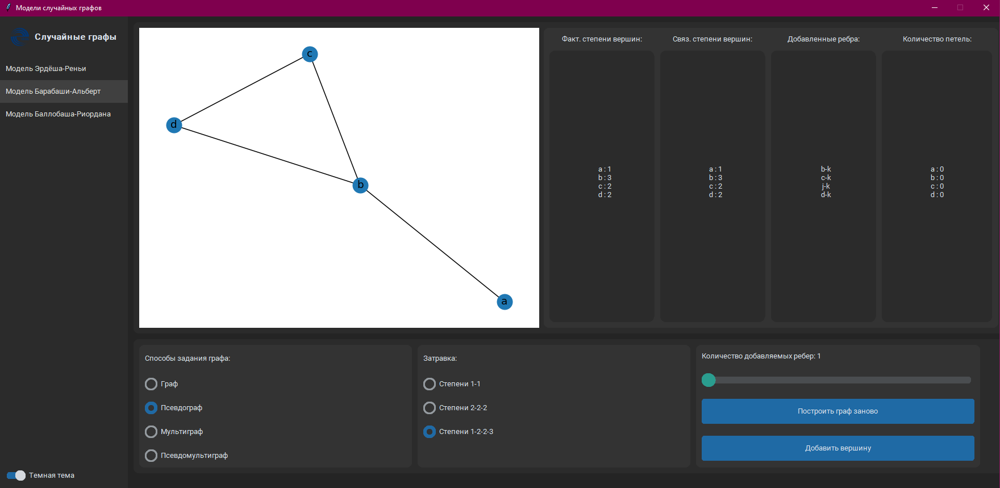 Модели случайных графов
Случайные графы
Модель Эрдёша-Реньи
Модель Барабаши-Альберт
Модель Баллобаша-Риордана
Темная тема
c
d
b
a
Факт. степени вершин:
a : 1
b : 3
c : 2
d : 2
Связ. степени вершин:
a : 1
b : 3
c : 2
d : 2
Добавленные ребра:
b-k
c-k
j-k
d-k
Количество петель:
a : 0
b : 0
c : 0
d : 0
Способы задания графа:
Граф
Псевдограф
Мультиграф
Псевдомультиграф
Затравка:
Степени 1-1
Степени 2-2-2
Степени 1-2-2-3
Количество добавляемых ребер: 1
Построить граф заново
Добавить вершину